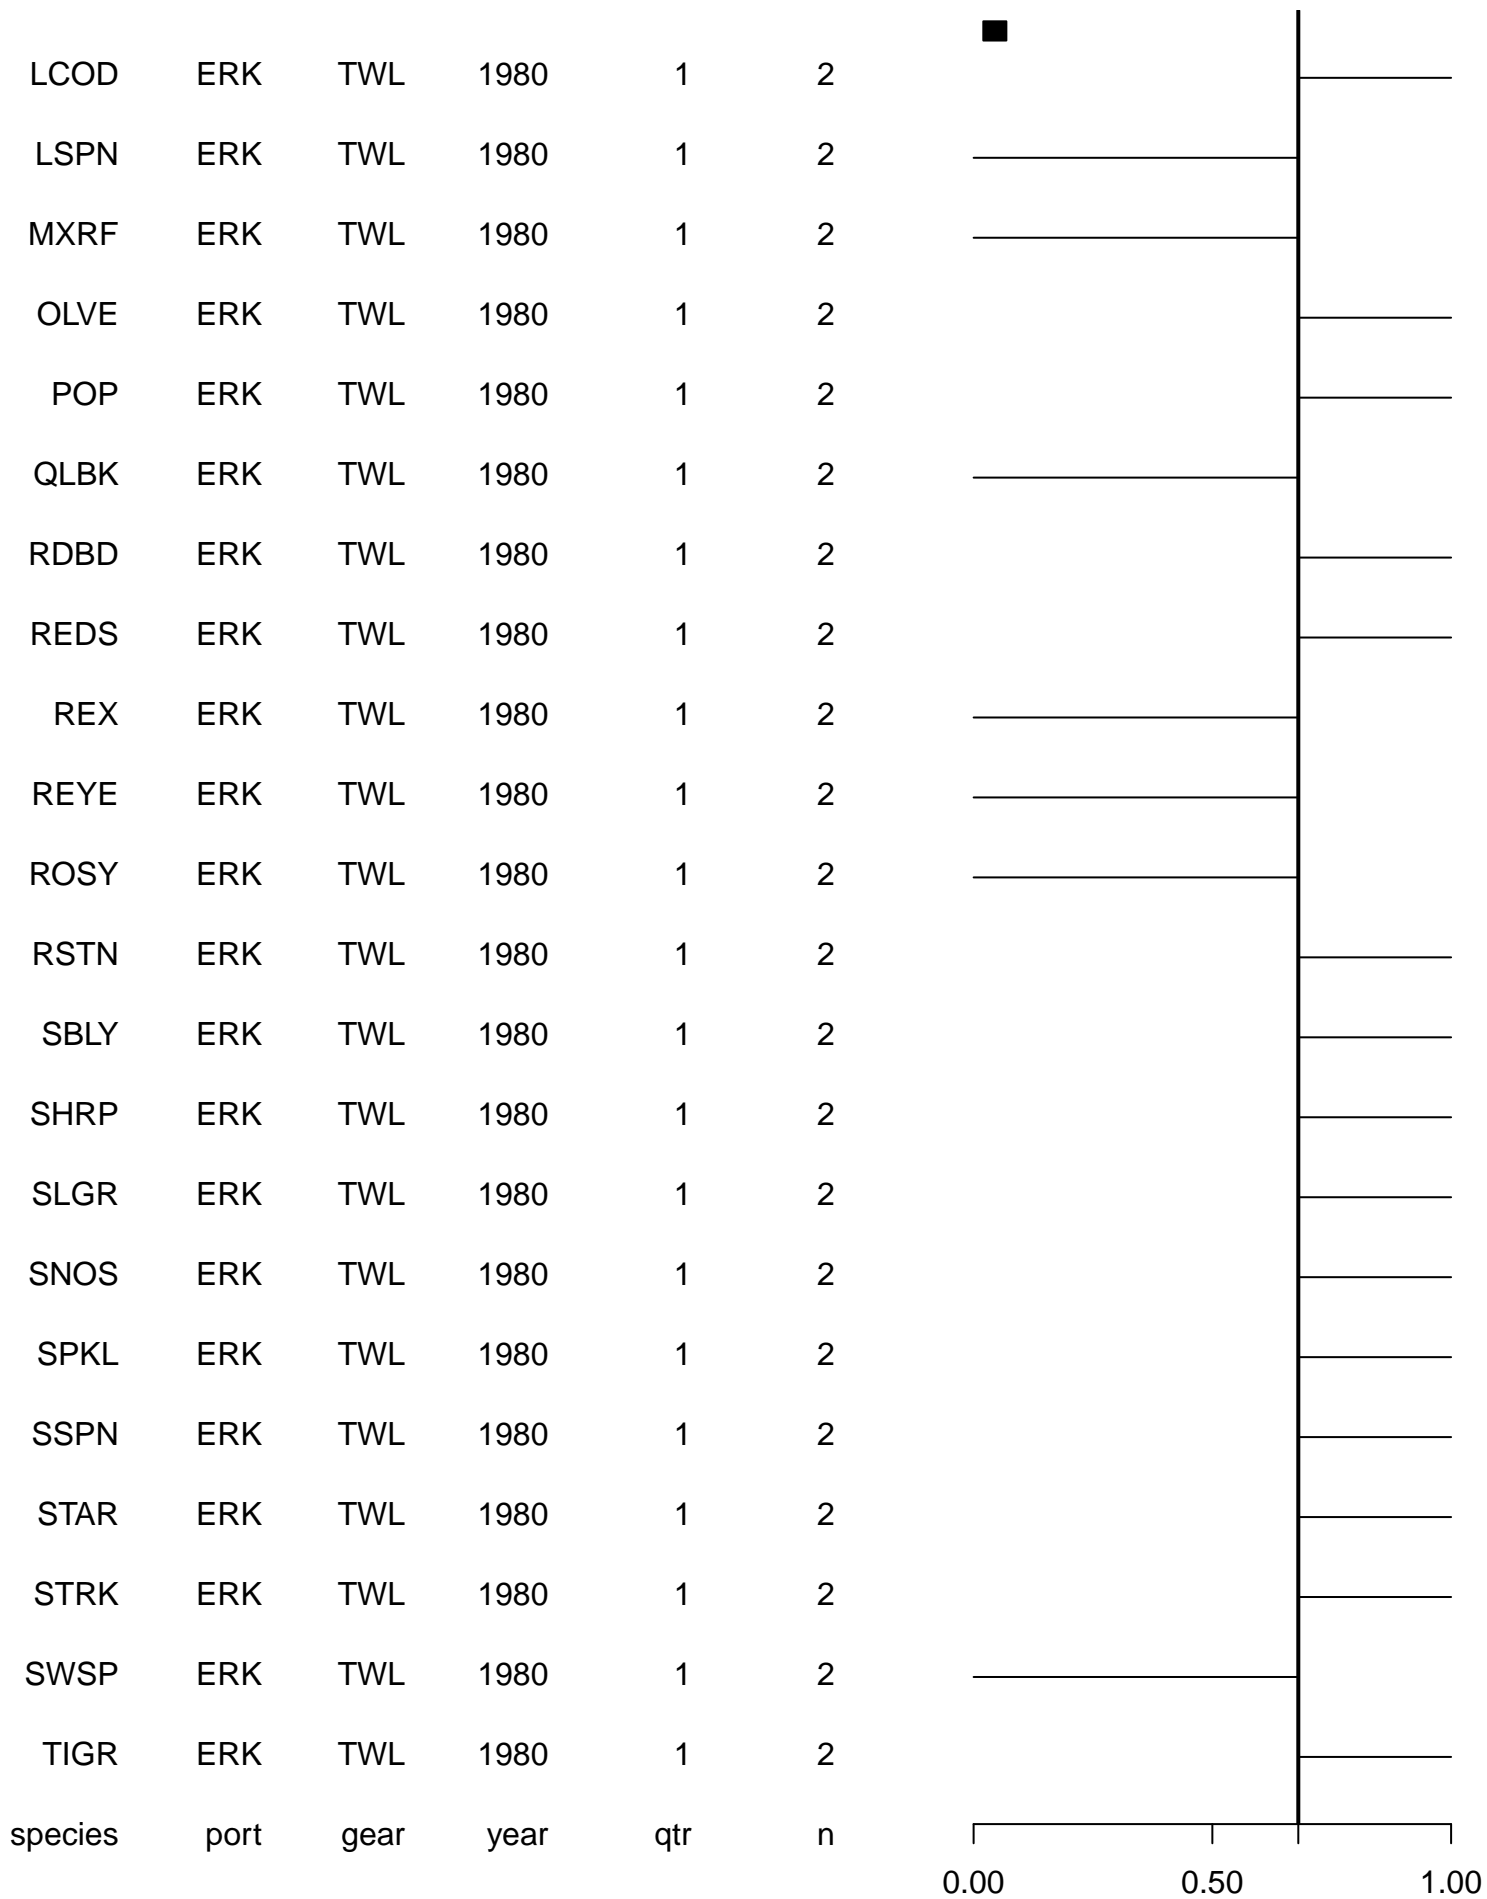 LCOD ERK TWL 1980 1 2
LSPN ERK TWL 1980 1 2
MXRF ERK TWL 1980 1 2
OLVE ERK TWL 1980 1 2
POP ERK TWL 1980 1 2
QLBK ERK TWL 1980 1 2
RDBD ERK TWL 1980 1 2
REDS ERK TWL 1980 1 2
REX ERK TWL 1980 1 2
REYE ERK TWL 1980 1 2
ROSY ERK TWL 1980 1 2
RSTN ERK TWL 1980 1 2
SBLY ERK TWL 1980 1 2
SHRP ERK TWL 1980 1 2
SLGR ERK TWL 1980 1 2
SNOS ERK TWL 1980 1 2
SPKL ERK TWL 1980 1 2
SSPN ERK TWL 1980 1 2
STAR ERK TWL 1980 1 2
STRK ERK TWL 1980 1 2
SWSP ERK TWL 1980 1 2
TIGR ERK TWL 1980 1 2
species port gear year qtr n
0.00 0.50 1.00